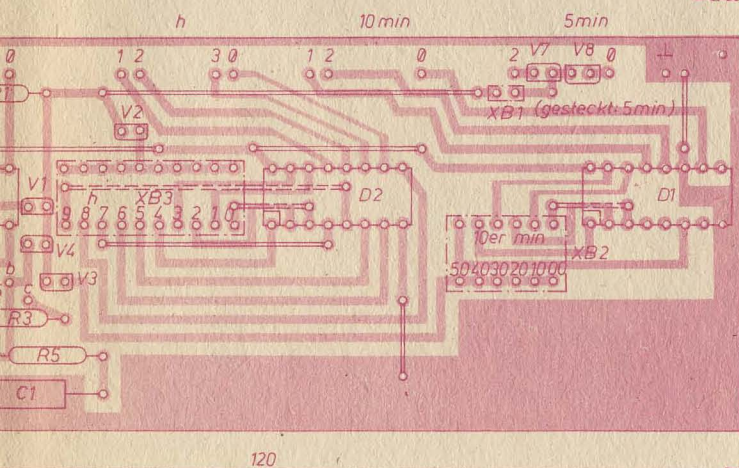 h 10 min 5 min
0 1 2 3 0 1 2 0 2 V7 V8 0
XB1 (gesteckt: 5min)
V2
h XB3 D2 D1
V1
9 8 7 6 5 4 3 2 1 0
10er min
V4
XB2
b
V3
50 40 30 20 10 00
c
R3
R5
C1
120